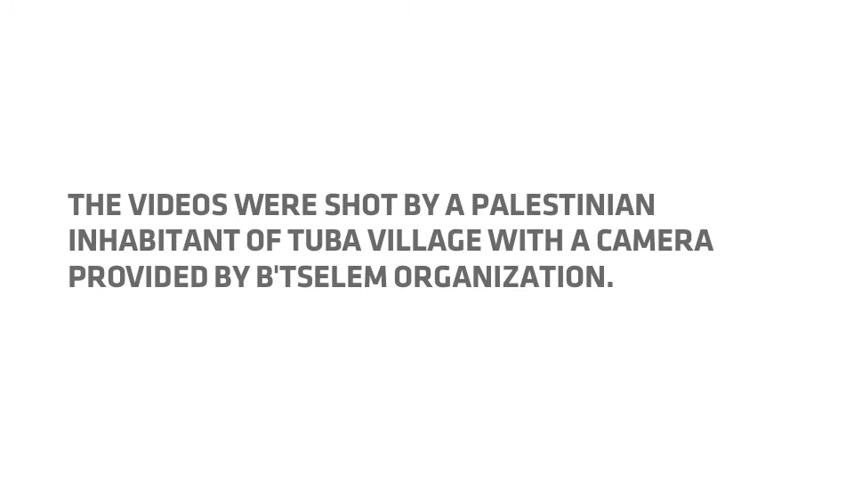 THE VIDEOS WERE SHOT BY A PALESTINIAN
INHABITANT OF TUBA VILLAGE WITH A CAMERA
PROVIDED BY B'TSELEM ORGANIZATION.